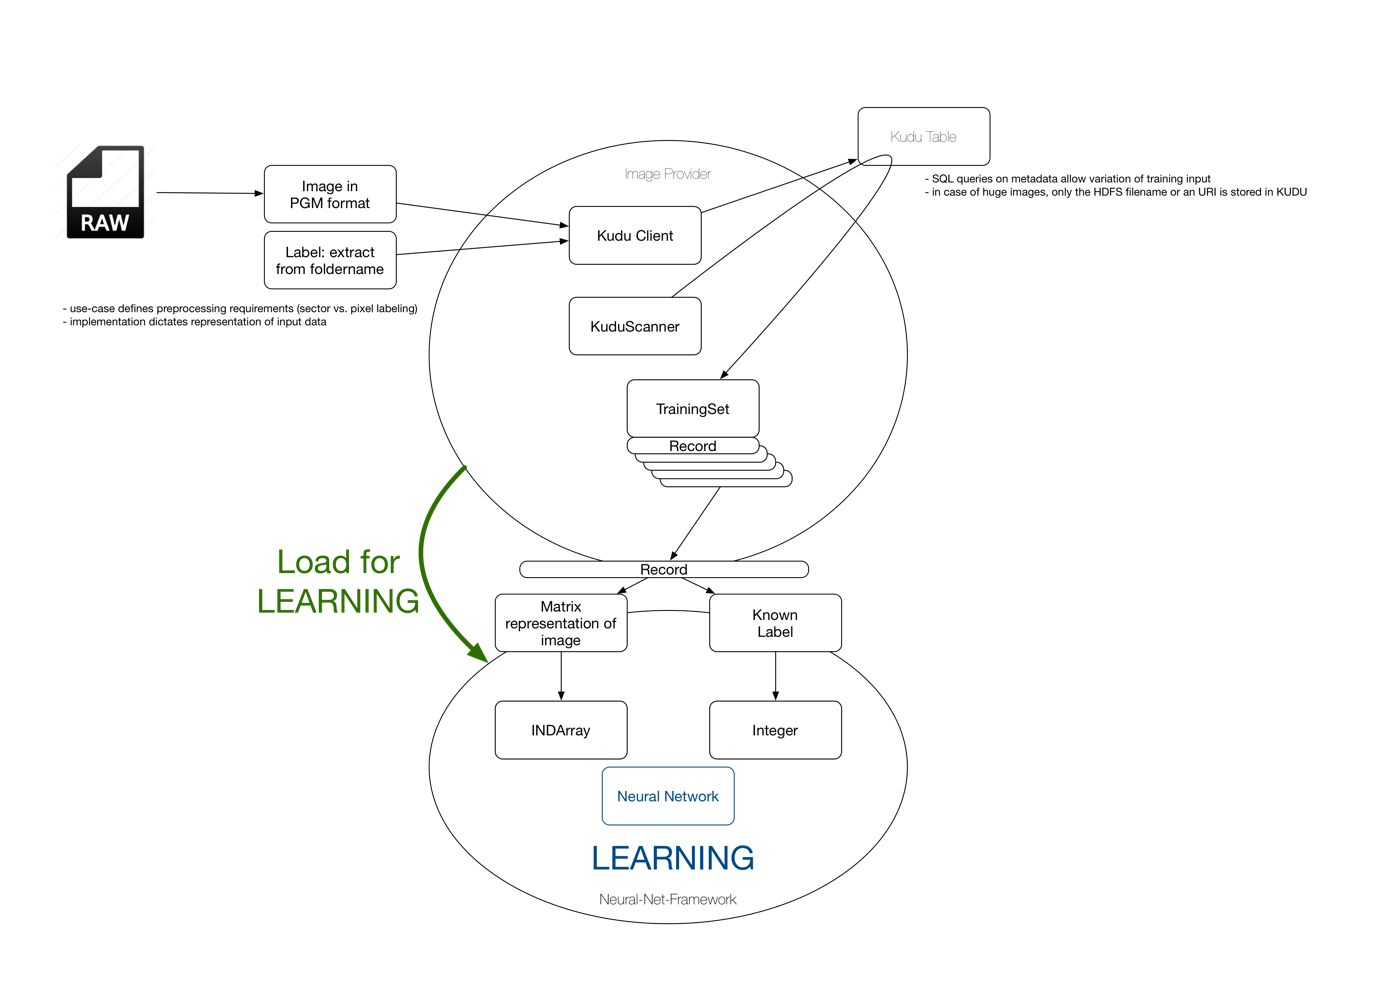 Kudu Table
Image Provider
- SQL queries on metadata allow variation of training input
- in case of huge images, only the HDFS filename or an URI is stored in KUDU
RAW
Image in
PGM format
Kudu Client
Label: extract
from foldername
- use-case defines preprocessing requirements (sector vs. pixel labeling)
- implementation dictates representation of input data
KuduScanner
TrainingSet
Record
Load for
LEARNING
Record
Matrix
representation of
image
Known
Label
INDArray
Integer
Neural Network
LEARNING
Neural-Net-Framework